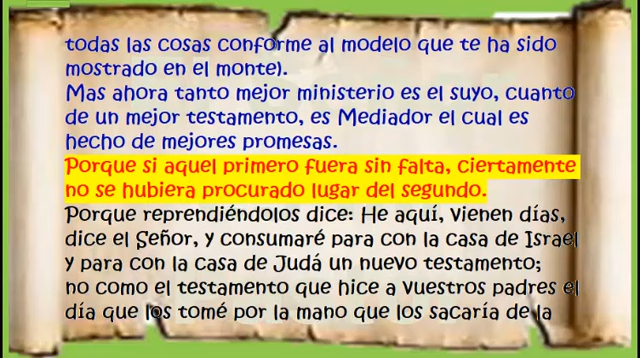 todas las cosas conforme al modelo que te ha sido
mostrado en el monte).
Mas ahora tanto mejor ministerio es el suyo, cuanto
de un mejor testamento, es Mediador el cual es
hecho de mejores promesas.
Porque si aquel primero fuera sin falta, ciertamente
no se hubiera procurado lugar del segundo.
Porque reprendiéndolos dice: He aquí, vienen días,
dice el Señor, y consumaré para con la casa de Israel
y para con la casa de Judá un nuevo testamento;
no como el testamento que hice a vuestros padres el
día que los tomé por la mano que los sacaría de la